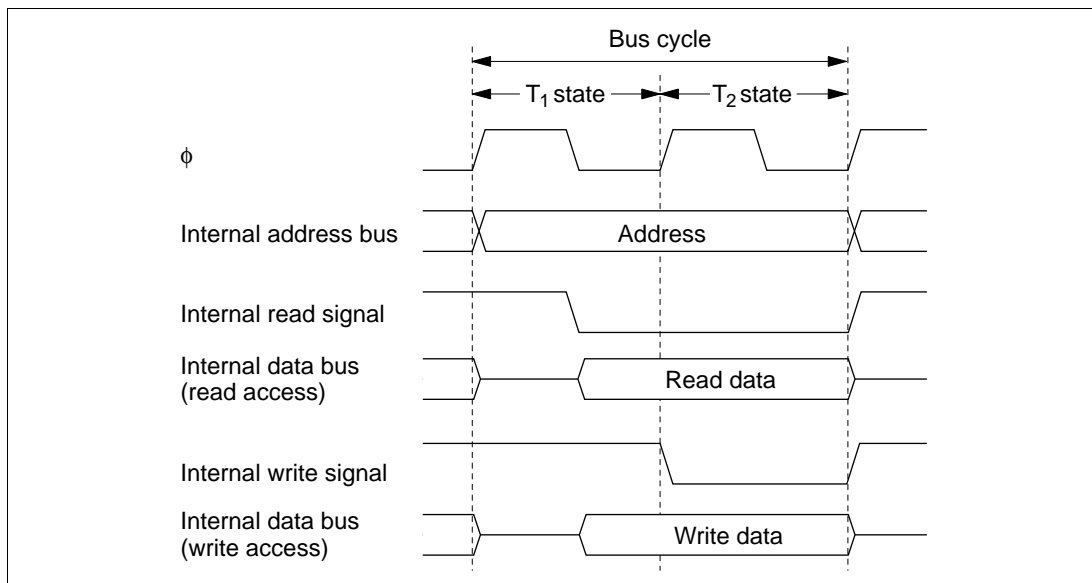 Bus cycle
T1 state
T2 state
ϕ
Internal address bus
Address
Internal read signal
Internal data bus
(read access)
Read data
Internal write signal
Internal data bus
(write access)
Write data